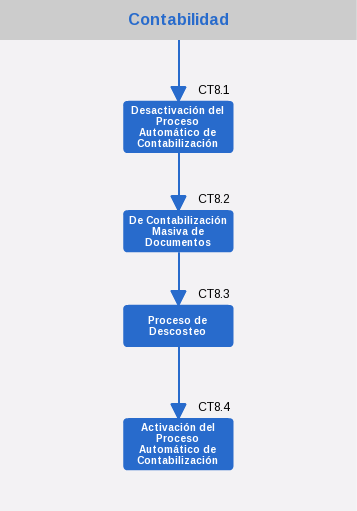 Contabilidad
CT8.1
Desactivación del
Proceso
Automático de
Contabilización
CT8.2
De Contabilización
Masiva de
Documentos
CT8.3
Proceso de
Descosteo
CT8.4
Activación del
Proceso
Automático de
Contabilización